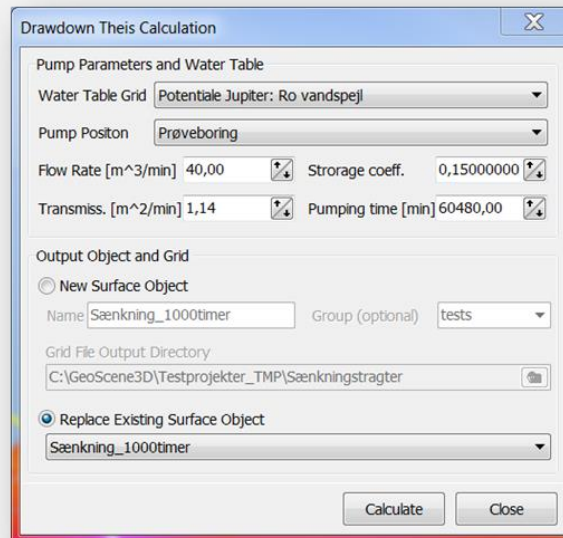 Drawdown Theis Calculation
Pump Parameters and Water Table
Water Table Grid Potentiale Jupiter: Ro vandspejl
Pump Positon Prøveboring
Flow Rate [m^3/min] 40,00 Strorage coeff. 0,15000000
Transmiss. [m^2/min] 1,14 Pumping time [min] 60480,00
Output Object and Grid
New Surface Object
Name Sænkning_1000timer Group (optional) tests
Grid File Output Directory
C:\GeoScene3D\Testprojekter_TMP\Sænkningstragter
Replace Existing Surface Object
Sænkning_1000timer
Calculate Close